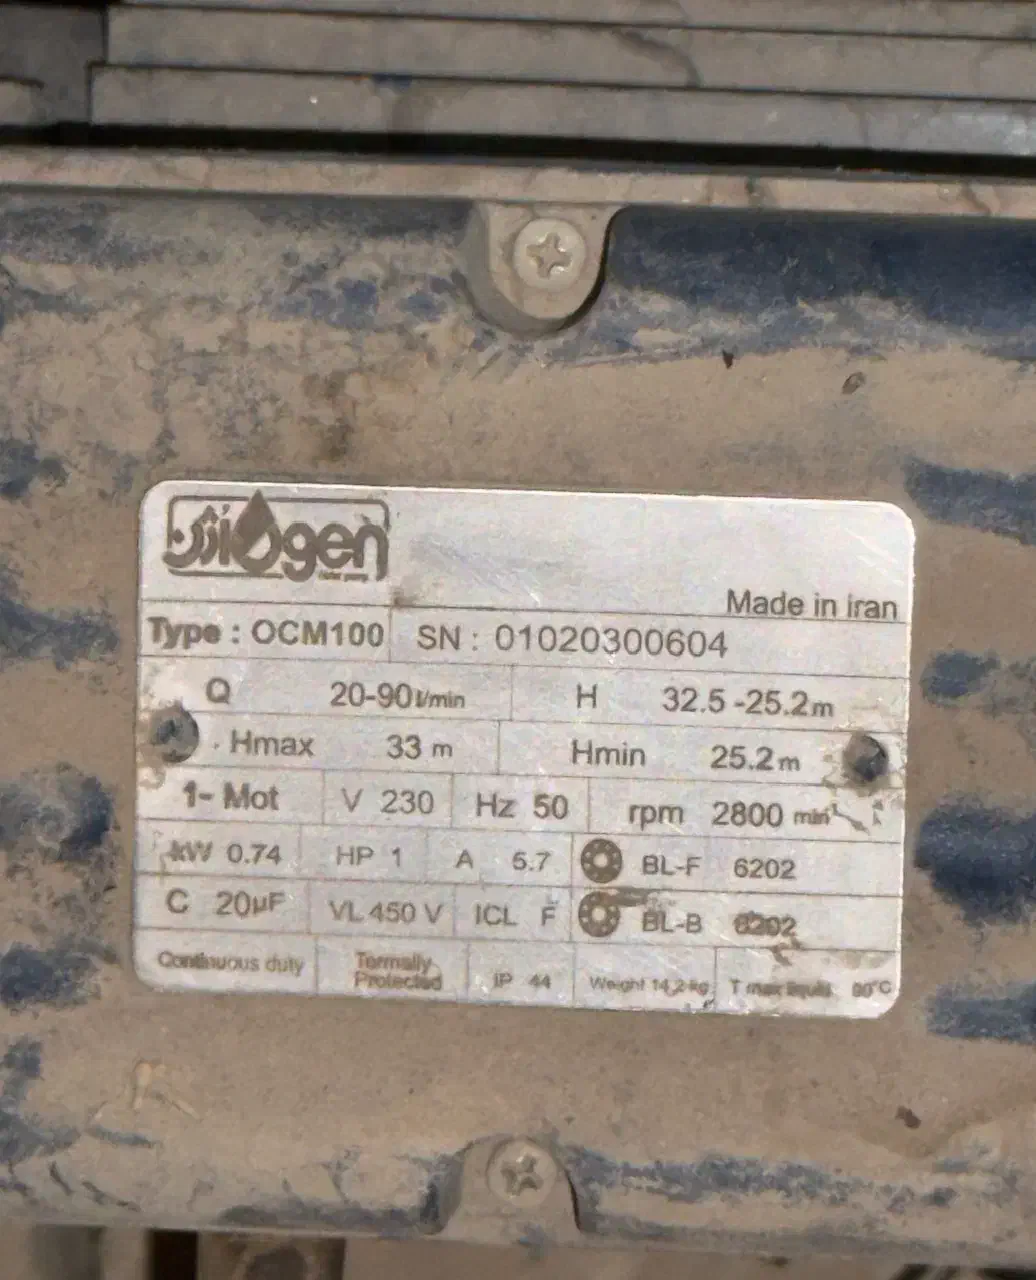 اکسیژن oxigen
Made in iran
Type : OCM100 SN : 01020300604
Q 20-90 l/min H 32.5 -25.2 m
Hmax 33 m Hmin 25.2 m
1- Mot V 230 Hz 50 rpm 2800 min
kW 0.74 HP 1 A 5.7 BL-F 6202
C 20µF VL 450 V ICL F BL-B 6202
Continuous duty Termally Protected IP 44 Weight 14,2 kg T max liquid